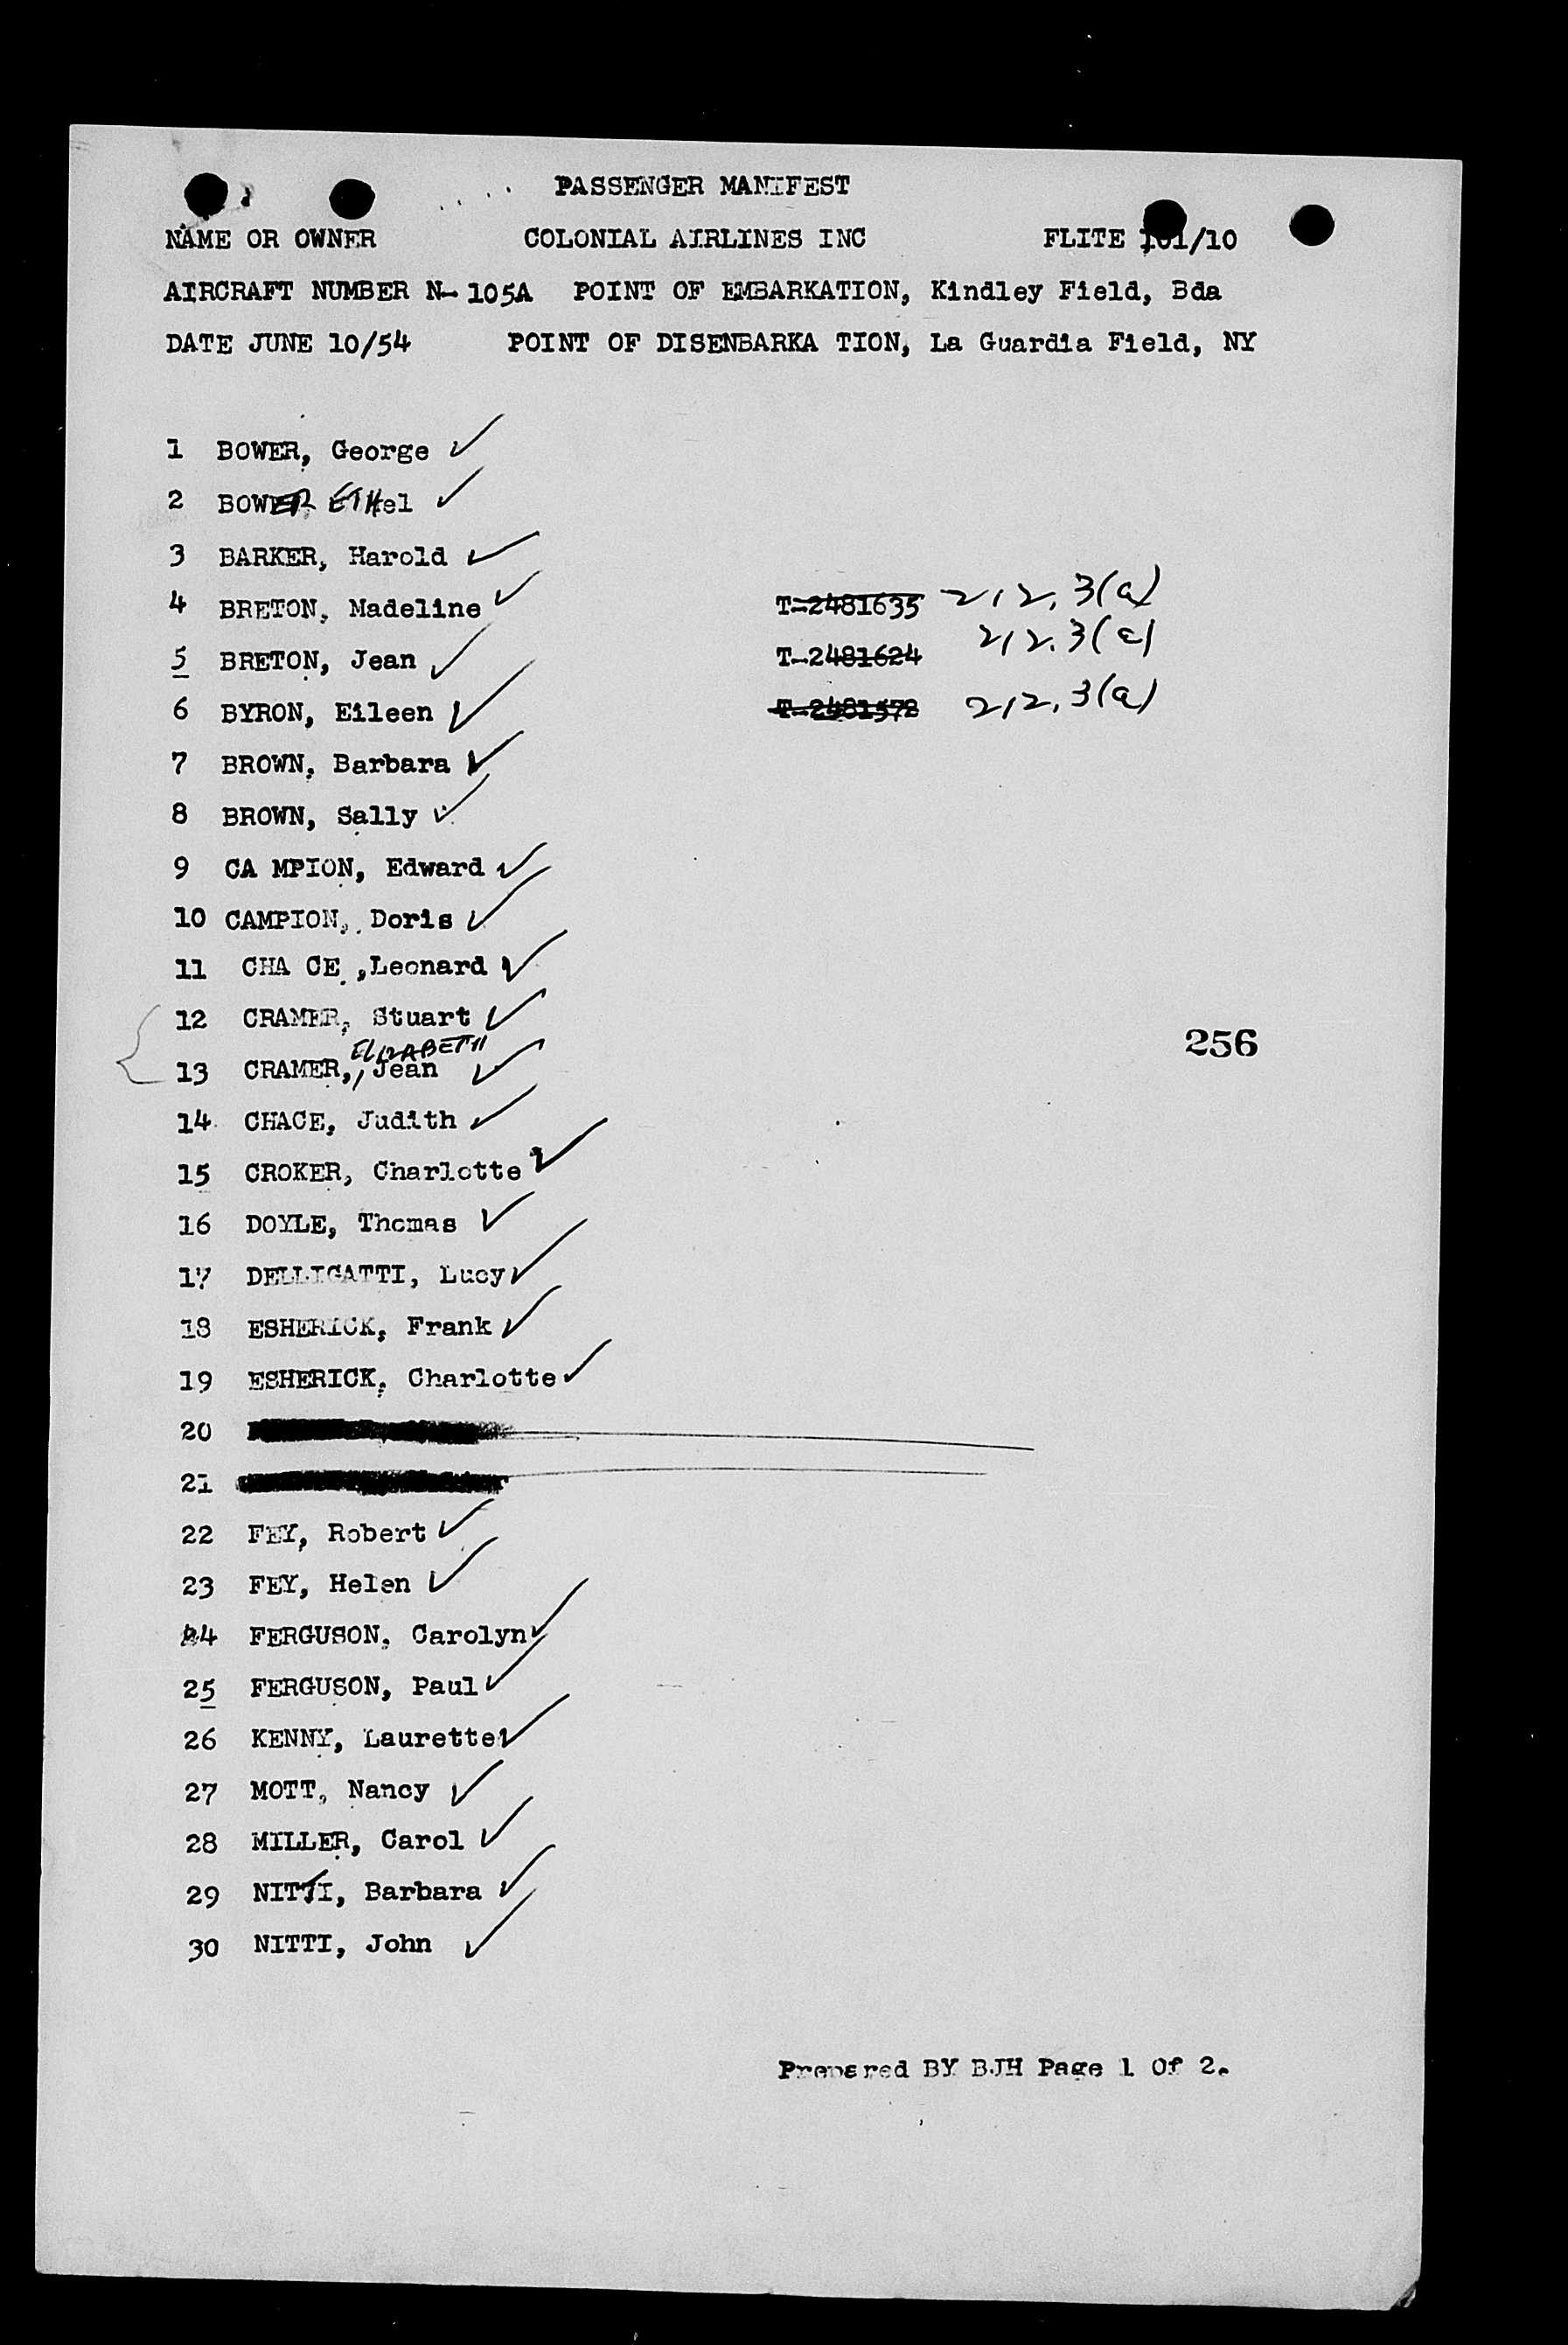 PASSENGER MANIFEST
NAME OR OWNER COLONIAL AIRLINES INC FLITE 101/10
AIRCRAFT NUMBER N-105A POINT OF EMBARKATION, Kindley Field, Bda
DATE JUNE 10/54 POINT OF DISENBARKA TION, La Guardia Field, NY
1 BOWER, George ✓
2 BOWER ETHel ✓
3 BARKER, Harold ✓
4 BRETON, Madeline ✓ T-2481635 212.3(a)
5 BRETON, Jean ✓ T-2481624 212.3(a)
6 BYRON, Eileen ✓ T-2481572 212.3(a)
7 BROWN, Barbara ✓
8 BROWN, Sally ✓
9 CA MPION, Edward ✓
10 CAMPION, Doris ✓
11 CHA CE ,Leonard ✓
12 CRAMER, Stuart ✓
256
ELIZABETH
13 CRAMER, Jean ✓
14 CHACE, Judith ✓
15 CROKER, Charlotte ✓
16 DOYLE, Thomas ✓
17 DELLIGATTI, Lucy ✓
18 ESHERICK, Frank ✓
19 ESHERICK, Charlotte ✓
20
21
22 FEY, Robert ✓
23 FEY, Helen ✓
24 FERGUSON, Carolyn ✓
25 FERGUSON, Paul ✓
26 KENNY, Laurette ✓
27 MOTT, Nancy ✓
28 MILLER, Carol ✓
29 NITTI, Barbara ✓
30 NITTI, John ✓
Prepared BY BJH Page 1 Of 2.